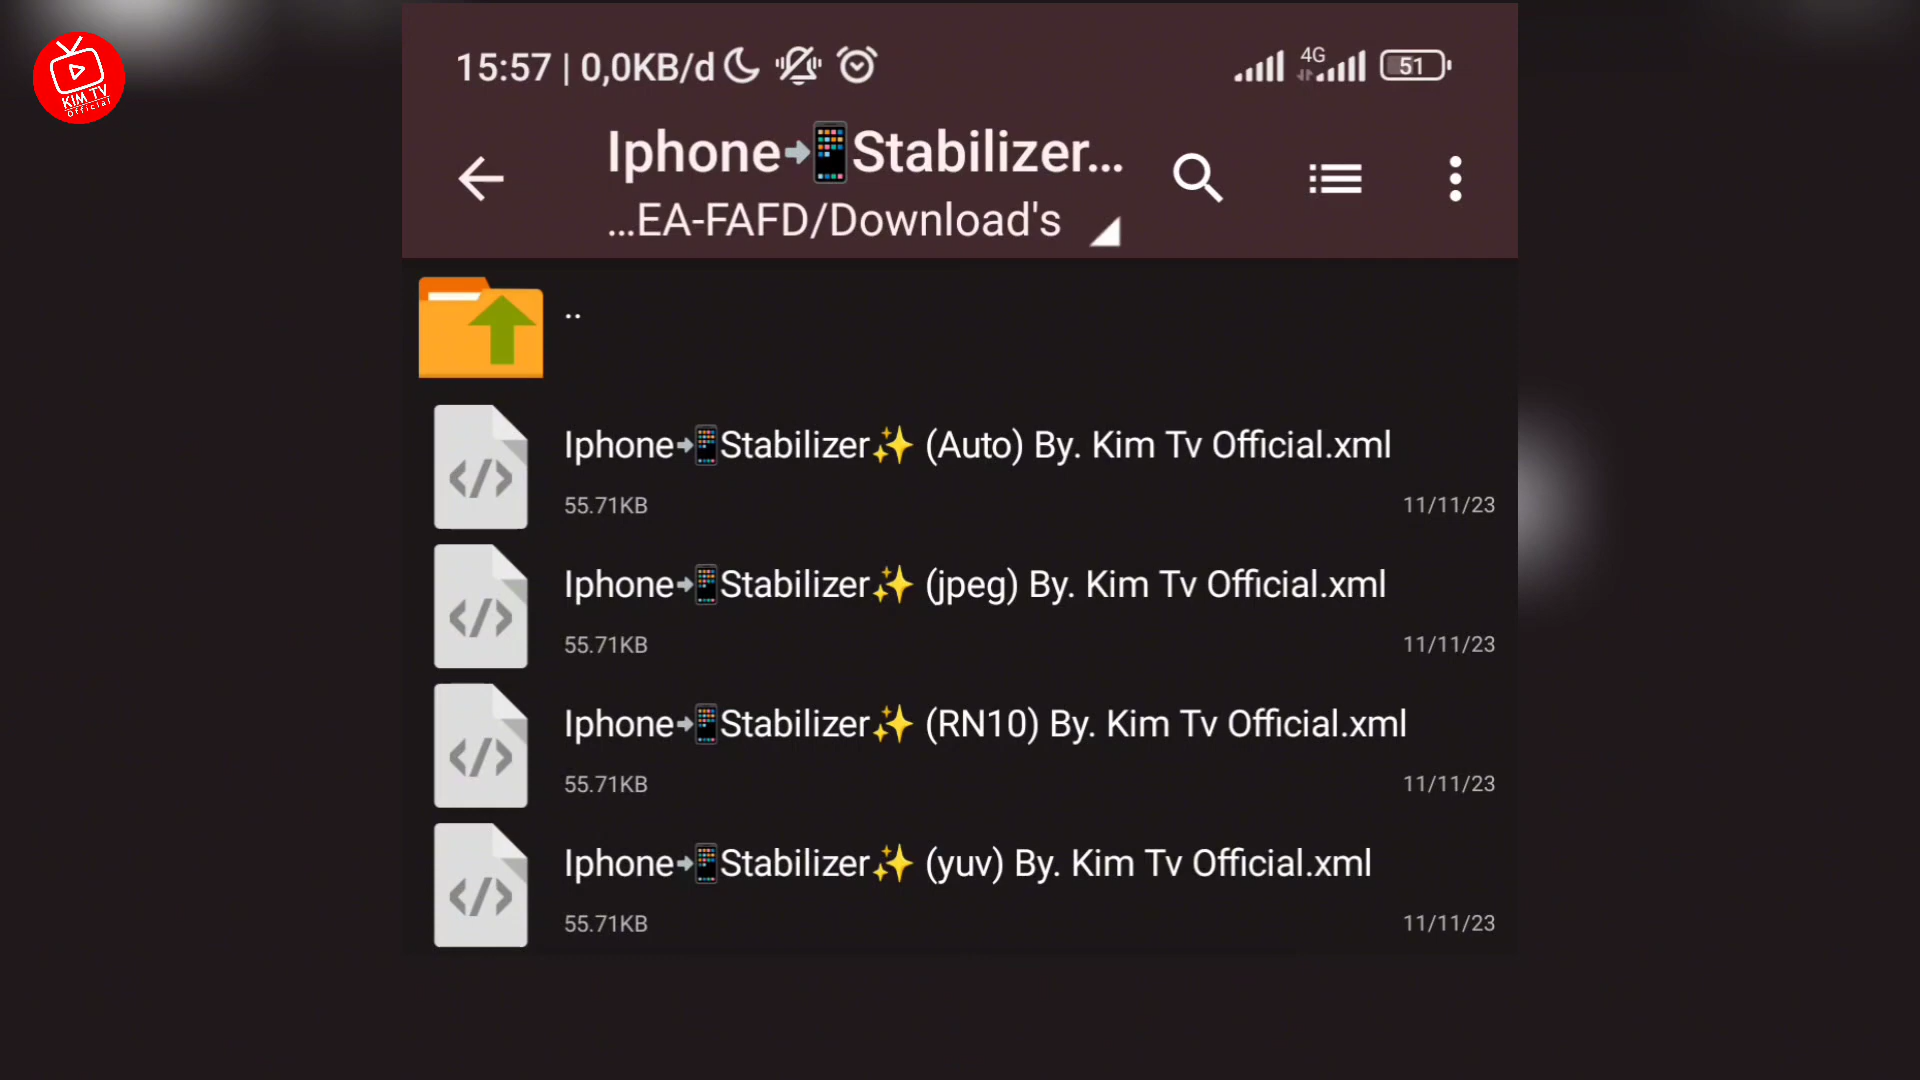 KIM TV
Official
15:57 | 0,0KB/d
4G
51
Iphone📲Stabilizer...
...EA-FAFD/Download's
..
Iphone📲Stabilizer✨ (Auto) By. Kim Tv Official.xml
55.71KB
11/11/23
Iphone📲Stabilizer✨ (jpeg) By. Kim Tv Official.xml
55.71KB
11/11/23
Iphone📲Stabilizer✨ (RN10) By. Kim Tv Official.xml
55.71KB
11/11/23
Iphone📲Stabilizer✨ (yuv) By. Kim Tv Official.xml
55.71KB
11/11/23